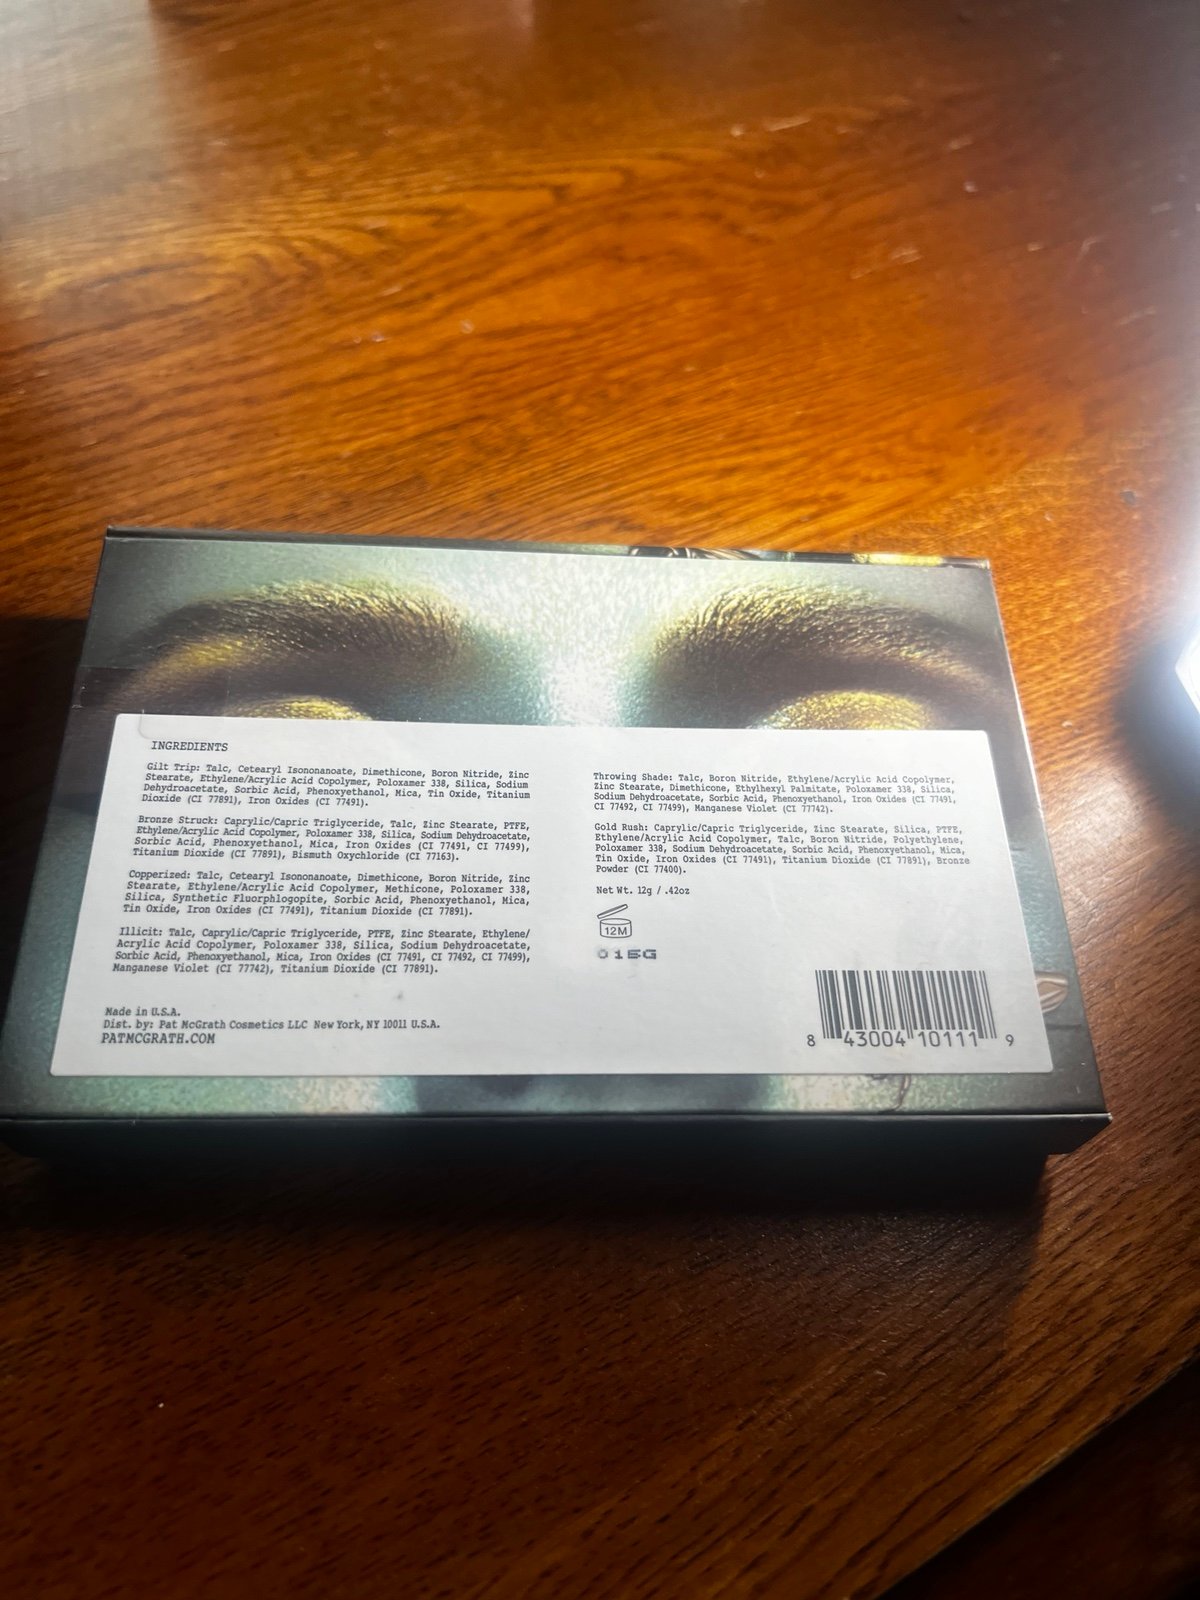 INGREDIENTS
Gilt Trip: Talc, Cetearyl Isononanoate, Dimethicone, Boron Nitride, Zinc
Stearate, Ethylene/Acrylic Acid Copolymer, Poloxamer 338, Silica, Sodium
Dehydroacetate, Sorbic Acid, Phenoxyethanol, Mica, Tin Oxide, Titanium
Dioxide (CI 77891), Iron Oxides (CI 77491).
Bronze Struck: Caprylic/Capric Triglyceride, Talc, Zinc Stearate, PTFE,
Ethylene/Acrylic Acid Copolymer, Poloxamer 338, Silica, Sodium Dehydroacetate,
Sorbic Acid, Phenoxyethanol, Mica, Iron Oxides (CI 77491, CI 77499),
Titanium Dioxide (CI 77891), Bismuth Oxychloride (CI 77163).
Copperized: Talc, Cetearyl Isononanoate, Dimethicone, Boron Nitride, Zinc
Stearate, Ethylene/Acrylic Acid Copolymer, Methicone, Poloxamer 338,
Silica, Synthetic Fluorphlogopite, Sorbic Acid, Phenoxyethanol, Mica,
Tin Oxide, Iron Oxides (CI 77491), Titanium Dioxide (CI 77891).
Illicit: Talc, Caprylic/Capric Triglyceride, PTFE, Zinc Stearate, Ethylene/
Acrylic Acid Copolymer, Poloxamer 338, Silica, Sodium Dehydroacetate,
Sorbic Acid, Phenoxyethanol, Mica, Iron Oxides (CI 77491, CI 77492, CI 77499),
Manganese Violet (CI 77742), Titanium Dioxide (CI 77891).
Made in U.S.A.
Dist. by: Pat McGrath Cosmetics LLC New York, NY 10011 U.S.A.
PATMCGRATH.COM
Throwing Shade: Talc, Boron Nitride, Ethylene/Acrylic Acid Copolymer,
Zinc Stearate, Dimethicone, Ethylhexyl Palmitate, Poloxamer 338, Silica,
Sodium Dehydroacetate, Sorbic Acid, Phenoxyethanol, Iron Oxides (CI 77491,
CI 77492, CI 77499), Manganese Violet (CI 77742).
Gold Rush: Caprylic/Capric Triglyceride, Zinc Stearate, Silica, PTFE,
Ethylene/Acrylic Acid Copolymer, Talc, Boron Nitride, Polyethylene,
Poloxamer 338, Sodium Dehydroacetate, Sorbic Acid, Phenoxyethanol, Mica,
Tin Oxide, Iron Oxides (CI 77491), Titanium Dioxide (CI 77891), Bronze
Powder (CI 77400).
Net Wt. 12g / .42oz
12M
8 43004 10111 9